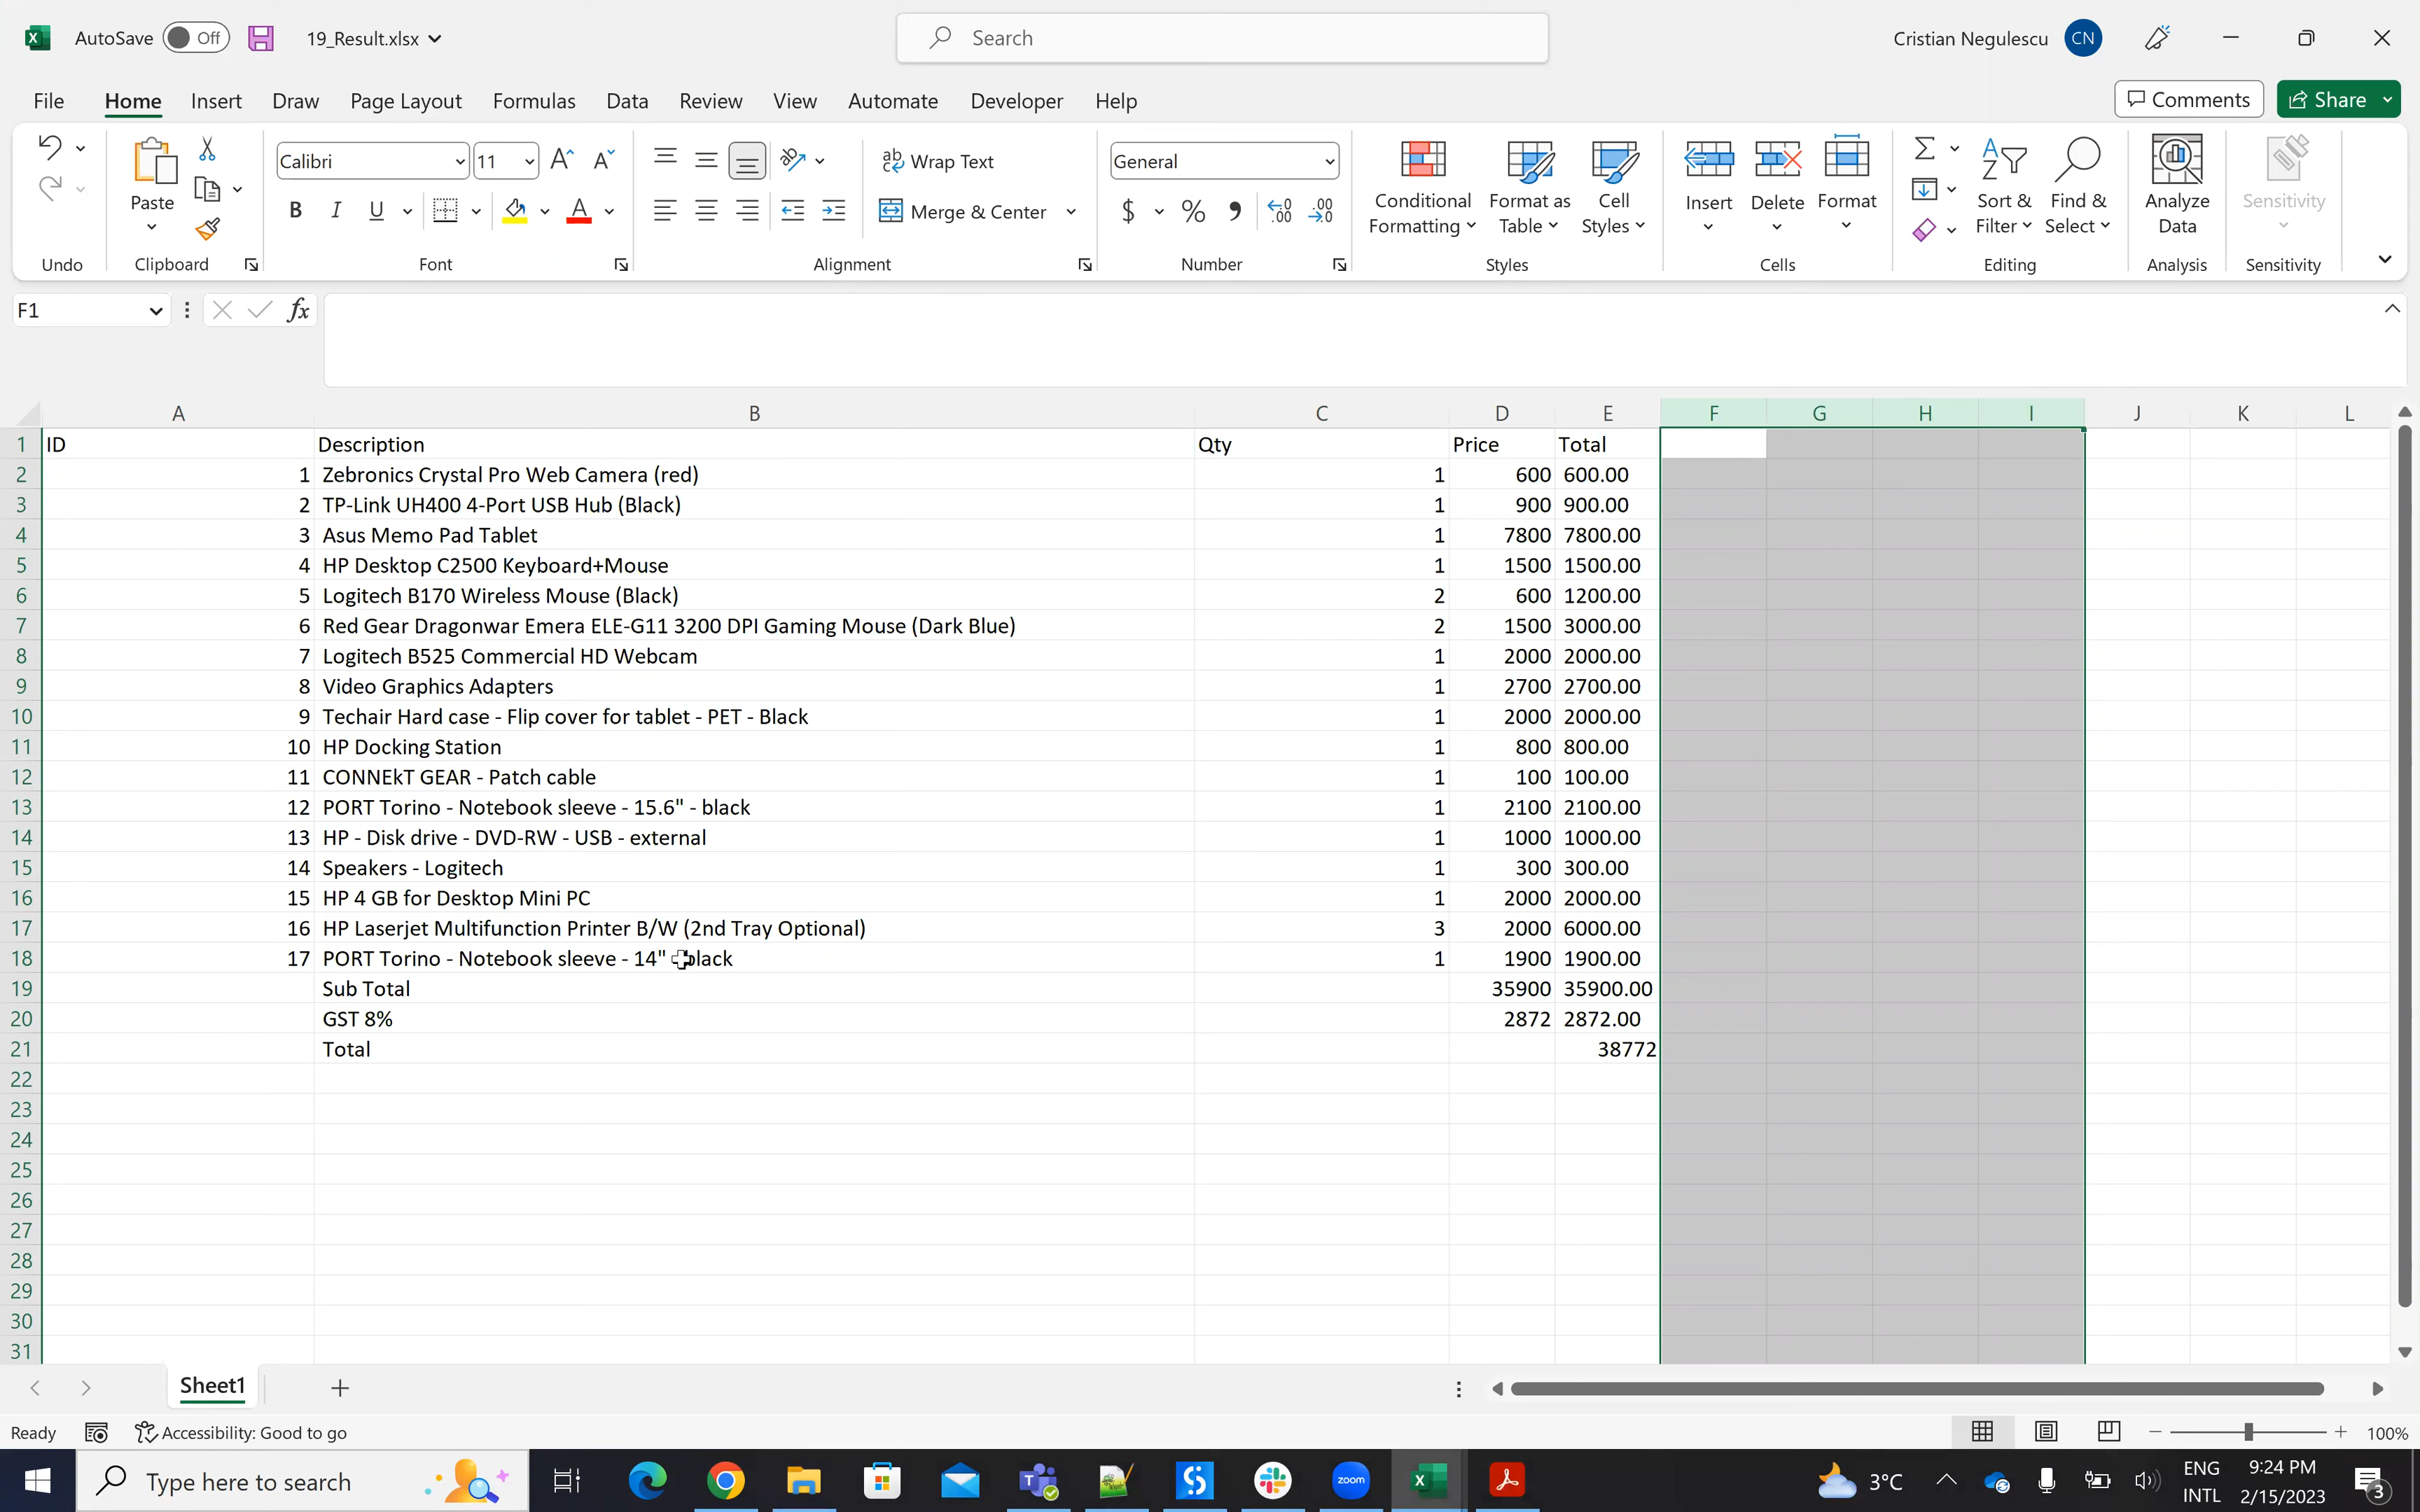 AutoSave Off 19_Result.xlsx Search Cristian Negulescu CN
File Home Insert Draw Page Layout Formulas Data Review View Automate Developer Help Comments Share
Undo
Paste
Clipboard
Calibri 11
B I U A
Font
Wrap Text
Merge & Center
Alignment
General
$ % 9 .00 .00
Number
Conditional Formatting
Format as Table
Cell Styles
Styles
Insert Delete Format
Cells
Sort & Filter
Find & Select
Editing
Analyze Data
Analysis
Sensitivity
Sensitivity
F1 fx
A B C D E F G H I J K L
1 ID Description Qty Price Total
2 1 Zebronics Crystal Pro Web Camera (red) 1 600 600.00
3 2 TP-Link UH400 4-Port USB Hub (Black) 1 900 900.00
4 3 Asus Memo Pad Tablet 1 7800 7800.00
5 4 HP Desktop C2500 Keyboard+Mouse 1 1500 1500.00
6 5 Logitech B170 Wireless Mouse (Black) 2 600 1200.00
7 6 Red Gear Dragonwar Emera ELE-G11 3200 DPI Gaming Mouse (Dark Blue) 2 1500 3000.00
8 7 Logitech B525 Commercial HD Webcam 1 2000 2000.00
9 8 Video Graphics Adapters 1 2700 2700.00
10 9 Techair Hard case - Flip cover for tablet - PET - Black 1 2000 2000.00
11 10 HP Docking Station 1 800 800.00
12 11 CONNEkT GEAR - Patch cable 1 100 100.00
13 12 PORT Torino - Notebook sleeve - 15.6" - black 1 2100 2100.00
14 13 HP - Disk drive - DVD-RW - USB - external 1 1000 1000.00
15 14 Speakers - Logitech 1 300 300.00
16 15 HP 4 GB for Desktop Mini PC 1 2000 2000.00
17 16 HP Laserjet Multifunction Printer B/W (2nd Tray Optional) 3 2000 6000.00
18 17 PORT Torino - Notebook sleeve - 14" black 1 1900 1900.00
19 Sub Total 35900 35900.00
20 GST 8% 2872 2872.00
21 Total 38772
22
23
24
25
26
27
28
29
30
31
Sheet1
Ready Accessibility: Good to go 100%
Type here to search zoom 3°C ENG INTL 9:24 PM 2/15/2023 3